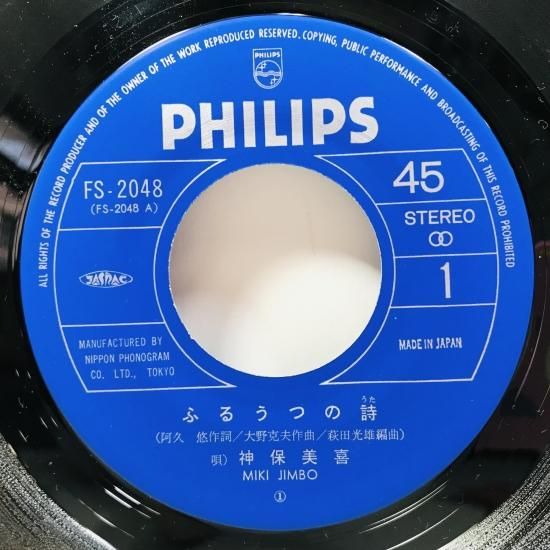 ALL RIGHTS OF THE RECORD PRODUCER AND OF THE OWNER OF THE WORK REPRODUCED RESERVED. COPYING, PUBLIC PERFORMANCE AND BROADCASTING OF THIS RECORD PROHIBITED
PHILIPS
PHILIPS
FS-2048
(FS-2048 A)
45
STEREO
1
JASRAC
MANUFACTURED BY
NIPPON PHONOGRAM
CO. LTD., TOKYO
MADE IN JAPAN
うた
ふるうつの詩
(阿久 悠作詞/大野克夫作曲/萩田光雄編曲)
唄)神保美喜
MIKI JIMBO
①